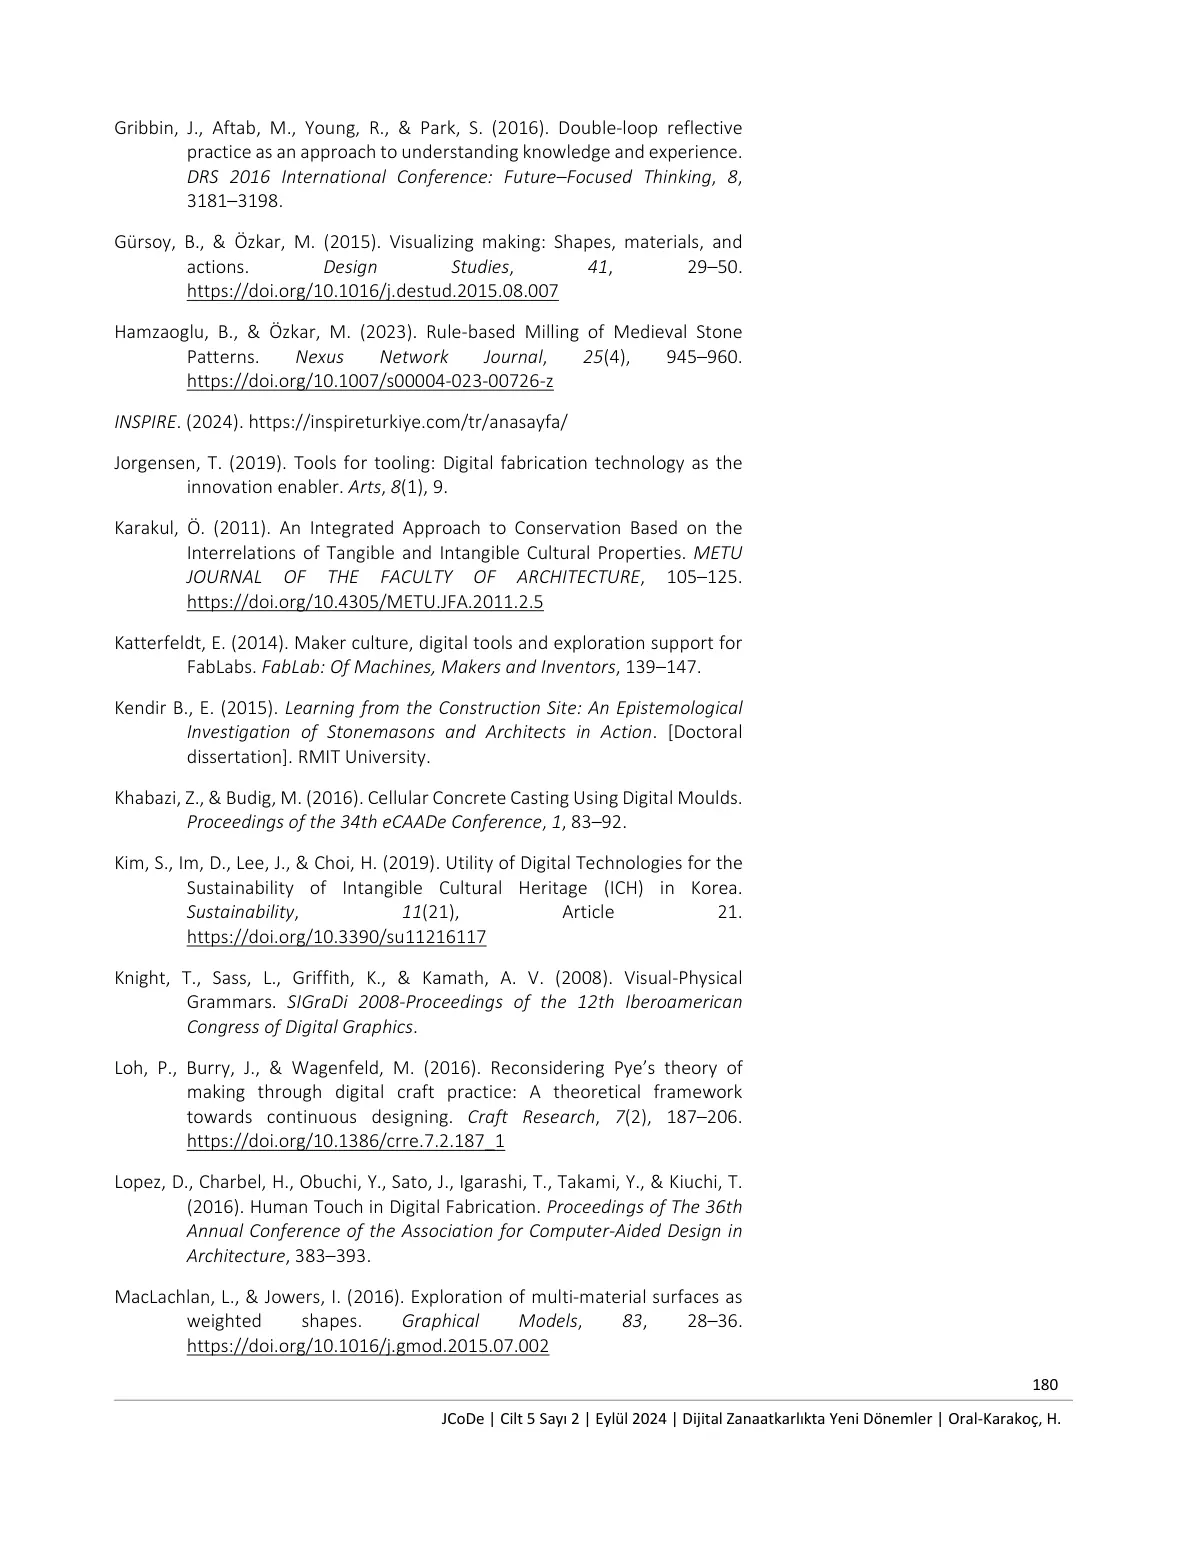 Gribbin, J., Aftab, M., Young, R., & Park, S. (2016). Double-loop reflective
practice as an approach to understanding knowledge and experience.
DRS 2016 International Conference: Future–Focused Thinking, 8,
3181–3198.
Gürsoy, B., & Özkar, M. (2015). Visualizing making: Shapes, materials, and
actions. Design Studies, 41, 29–50.
https://doi.org/10.1016/j.destud.2015.08.007
Hamzaoglu, B., & Özkar, M. (2023). Rule-based Milling of Medieval Stone
Patterns. Nexus Network Journal, 25(4), 945–960.
https://doi.org/10.1007/s00004-023-00726-z
INSPIRE. (2024). https://inspireturkiye.com/tr/anasayfa/
Jorgensen, T. (2019). Tools for tooling: Digital fabrication technology as the
innovation enabler. Arts, 8(1), 9.
Karakul, Ö. (2011). An Integrated Approach to Conservation Based on the
Interrelations of Tangible and Intangible Cultural Properties. METU
JOURNAL OF THE FACULTY OF ARCHITECTURE, 105–125.
https://doi.org/10.4305/METU.JFA.2011.2.5
Katterfeldt, E. (2014). Maker culture, digital tools and exploration support for
FabLabs. FabLab: Of Machines, Makers and Inventors, 139–147.
Kendir B., E. (2015). Learning from the Construction Site: An Epistemological
Investigation of Stonemasons and Architects in Action. [Doctoral
dissertation]. RMIT University.
Khabazi, Z., & Budig, M. (2016). Cellular Concrete Casting Using Digital Moulds.
Proceedings of the 34th eCAADe Conference, 1, 83–92.
Kim, S., Im, D., Lee, J., & Choi, H. (2019). Utility of Digital Technologies for the
Sustainability of Intangible Cultural Heritage (ICH) in Korea.
Sustainability, 11(21), Article 21.
https://doi.org/10.3390/su11216117
Knight, T., Sass, L., Griffith, K., & Kamath, A. V. (2008). Visual-Physical
Grammars. SIGraDi 2008-Proceedings of the 12th Iberoamerican
Congress of Digital Graphics.
Loh, P., Burry, J., & Wagenfeld, M. (2016). Reconsidering Pye’s theory of
making through digital craft practice: A theoretical framework
towards continuous designing. Craft Research, 7(2), 187–206.
https://doi.org/10.1386/crre.7.2.187_1
Lopez, D., Charbel, H., Obuchi, Y., Sato, J., Igarashi, T., Takami, Y., & Kiuchi, T.
(2016). Human Touch in Digital Fabrication. Proceedings of The 36th
Annual Conference of the Association for Computer-Aided Design in
Architecture, 383–393.
MacLachlan, L., & Jowers, I. (2016). Exploration of multi-material surfaces as
weighted shapes. Graphical Models, 83, 28–36.
https://doi.org/10.1016/j.gmod.2015.07.002
180
JCoDe | Cilt 5 Sayı 2 | Eylül 2024 | Dijital Zanaatkarlıkta Yeni Dönemler | Oral-Karakoç, H.